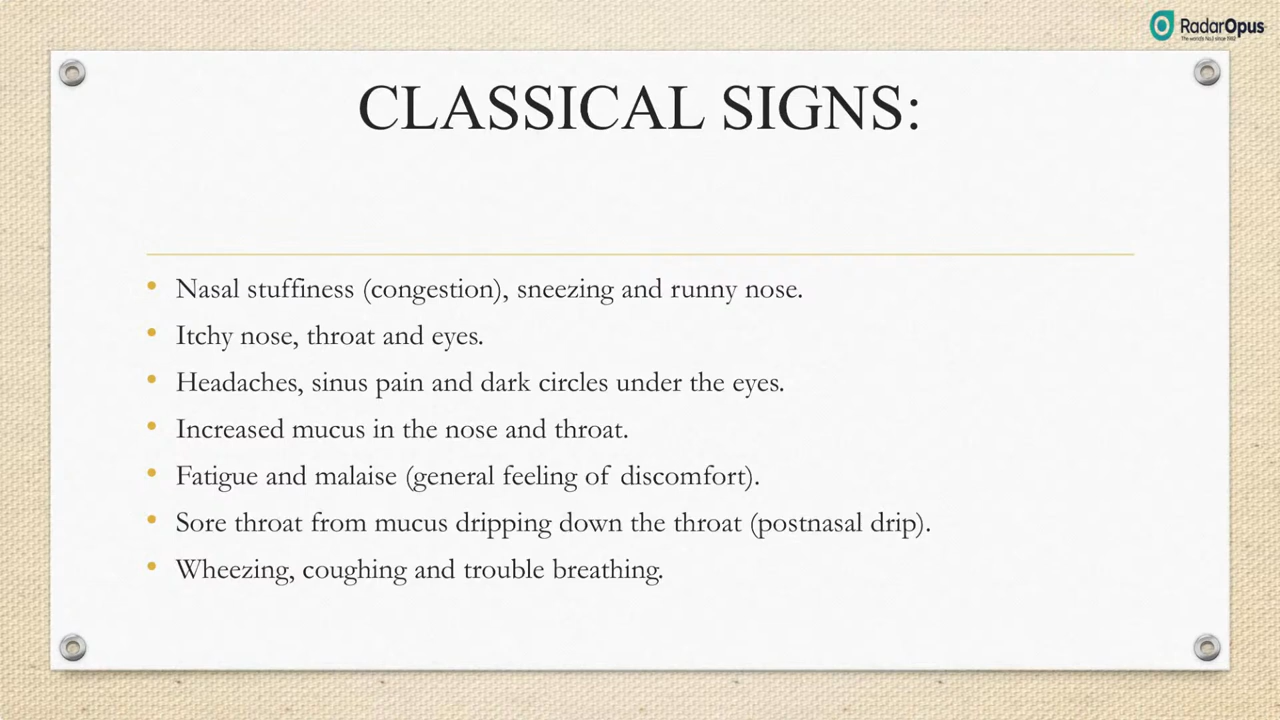 RadarOpus
CLASSICAL SIGNS:
• Nasal stuffiness (congestion), sneezing and runny nose.
• Itchy nose, throat and eyes.
• Headaches, sinus pain and dark circles under the eyes.
• Increased mucus in the nose and throat.
• Fatigue and malaise (general feeling of discomfort).
• Sore throat from mucus dripping down the throat (postnasal drip).
• Wheezing, coughing and trouble breathing.